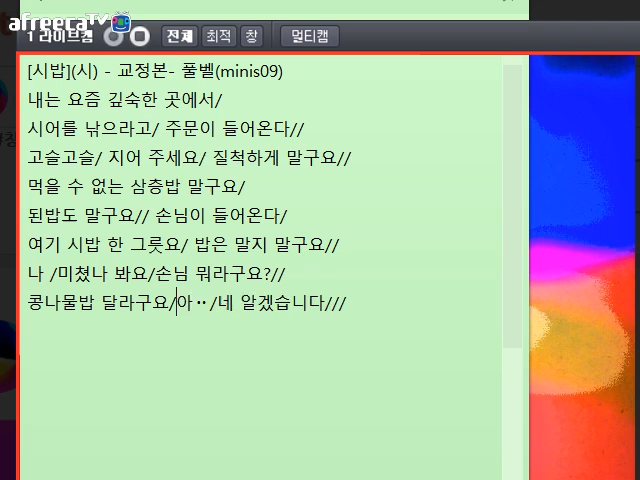 afreecaTV
1 라이브캠 전체 최적 창 멀티캠
[시밥](시) - 교정본- 풀벨(minis09)
내는 요즘 깊숙한 곳에서/
시어를 낚으라고/ 주문이 들어온다//
고슬고슬/ 지어 주세요/ 질척하게 말구요//
먹을 수 없는 삼층밥 말구요/
된밥도 말구요// 손님이 들어온다/
여기 시밥 한 그릇요/ 밥은 말지 말구요//
나 /미쳤나 봐요/손님 뭐라구요?//
콩나물밥 달라구요/아··/네 알겠습니다///